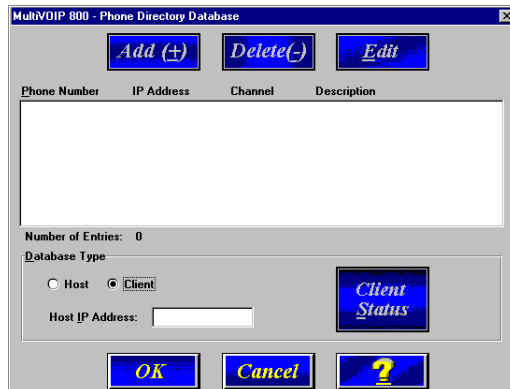 MultiVOIP 800 - Phone Directory Database
Add (+) Delete(-) Edit
Phone Number IP Address Channel Description
Number of Entries: 0
Database Type
Host Client
Client
Status
Host IP Address:
OK Cancel ?